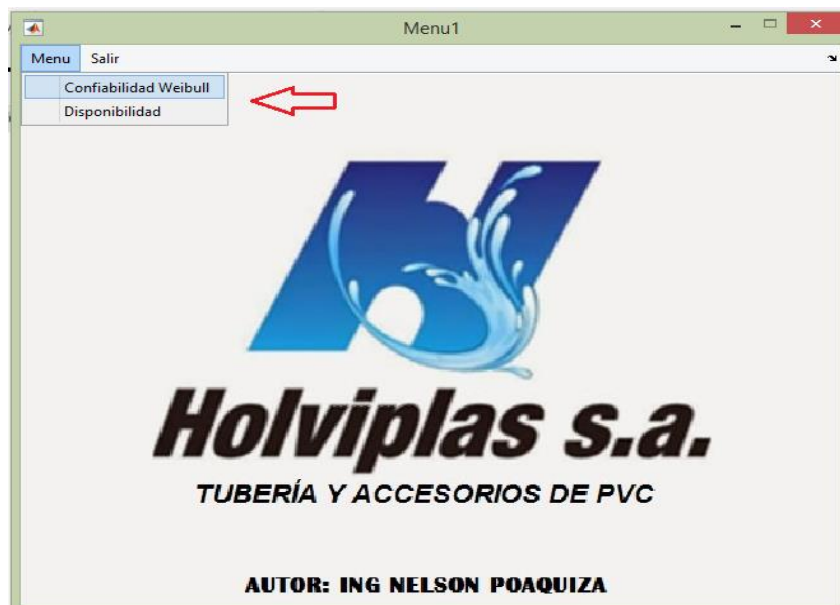 Menu1
Menu Salir
Confiabilidad Weibull
Disponibilidad
Holviplas s.a.
TUBERÍA Y ACCESORIOS DE PVC
AUTOR: ING NELSON POAQUIZA